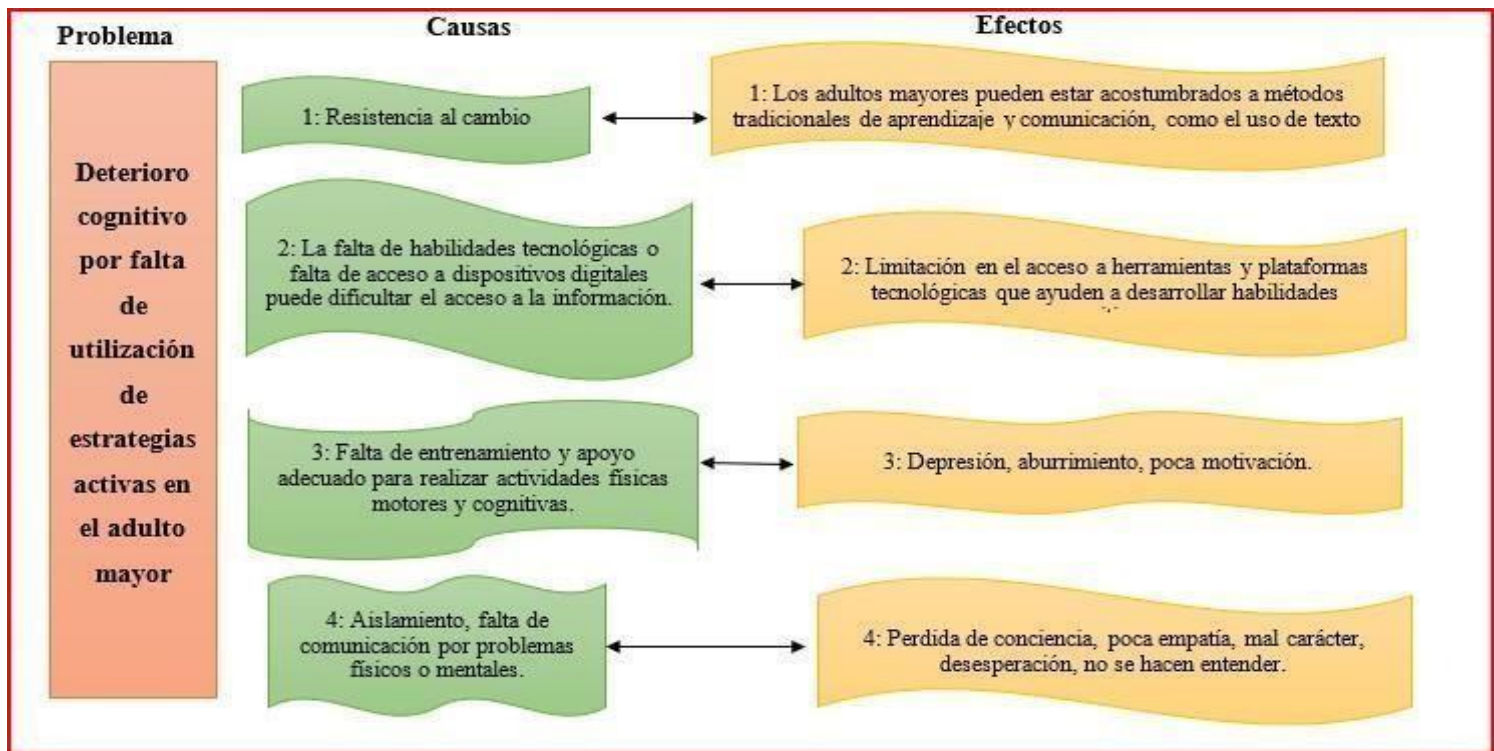 Problema
Causas
Efectos
Deterioro
cognitivo
por falta
de
utilización
de
estrategias
activas en
el adulto
mayor
1: Resistencia al cambio
1: Los adultos mayores pueden estar acostumbrados a métodos
tradicionales de aprendizaje y comunicación, como el uso de texto
2: La falta de habilidades tecnológicas o
falta de acceso a dispositivos digitales
puede dificultar el acceso a la información.
2: Limitación en el acceso a herramientas y plataformas
tecnológicas que ayuden a desarrollar habilidades
3: Falta de entrenamiento y apoyo
adecuado para realizar actividades físicas
motores y cognitivas.
3: Depresión, aburrimiento, poca motivación.
4: Aislamiento, falta de
comunicación por problemas
físicos o mentales.
4: Perdida de conciencia, poca empatía, mal carácter,
desesperación, no se hacen entender.